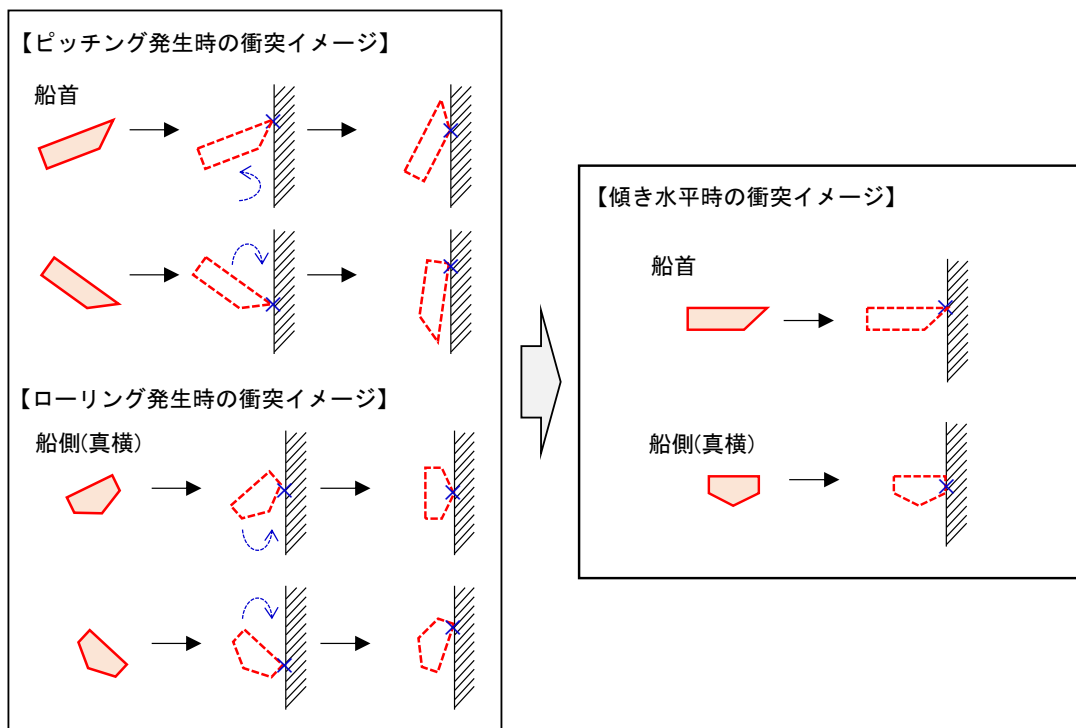 【ピッチング発生時の衝突イメージ】
船首
【ローリング発生時の衝突イメージ】
船側(真横)
【傾き水平時の衝突イメージ】
船首
船側(真横)